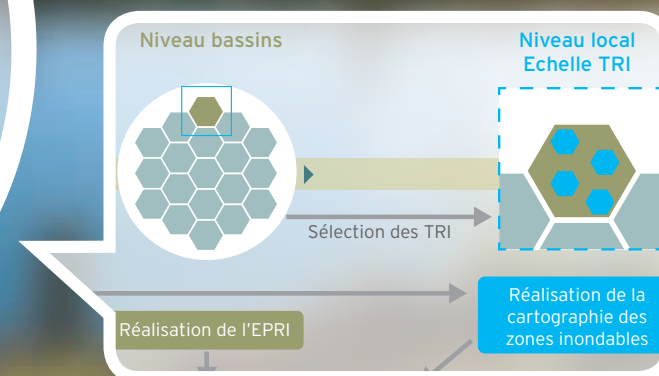 Niveau bassins
Niveau local
Echelle TRI
Sélection des TRI
Réalisation de l'EPRI
Réalisation de la
cartographie des
zones inondables